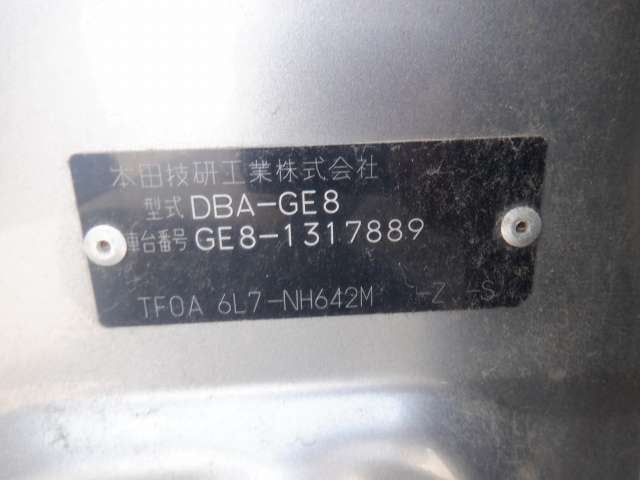 本田技研工業株式会社
型式 DBA-GE8
車台番号 GE8-1317889
TF0A 6L7-NH642M -Z -S